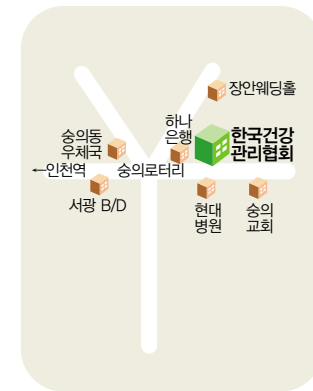 장안웨딩홀
하나
은행
한국건강
관리협회
숭의동
우체국
←인천역
숭의로터리
서광 B/D
현대
병원
숭의
교회